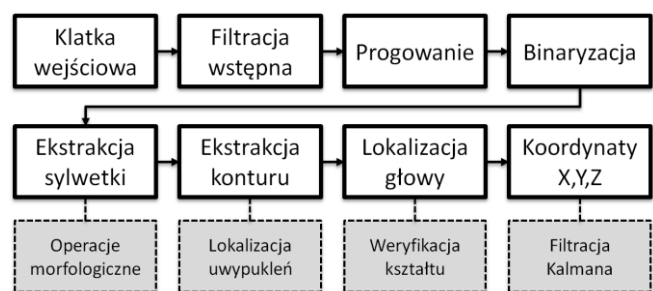 Klatka
wejściowa
Filtracja
wstępna
Progowanie
Binaryzacja
Ekstrakcja
sylwetki
Ekstrakcja
konturu
Lokalizacja
głowy
Koordynaty
X,Y,Z
Operacje
morfologiczne
Lokalizacja
uwypukleń
Weryfikacja
kształtu
Filtracja
Kalmana